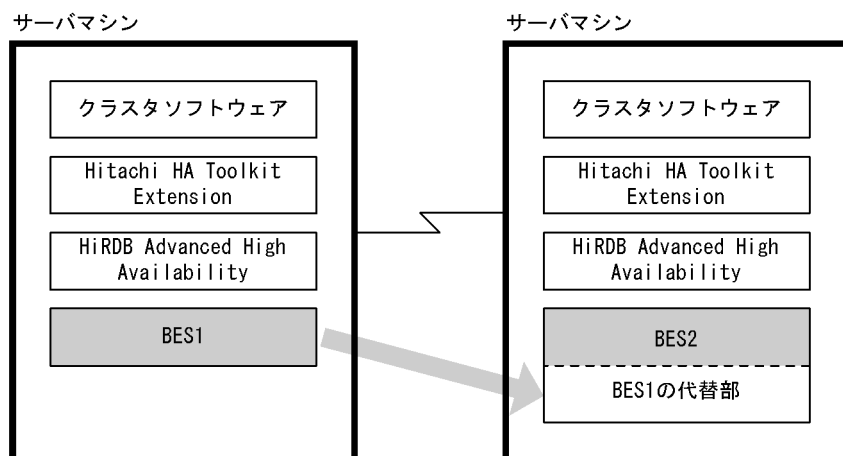 サーバマシン
クラスタソフトウェア
Hitachi HA Toolkit
Extension
HiRDB Advanced High
Availability
BES1
サーバマシン
クラスタソフトウェア
Hitachi HA Toolkit
Extension
HiRDB Advanced High
Availability
BES2
BES1の代替部